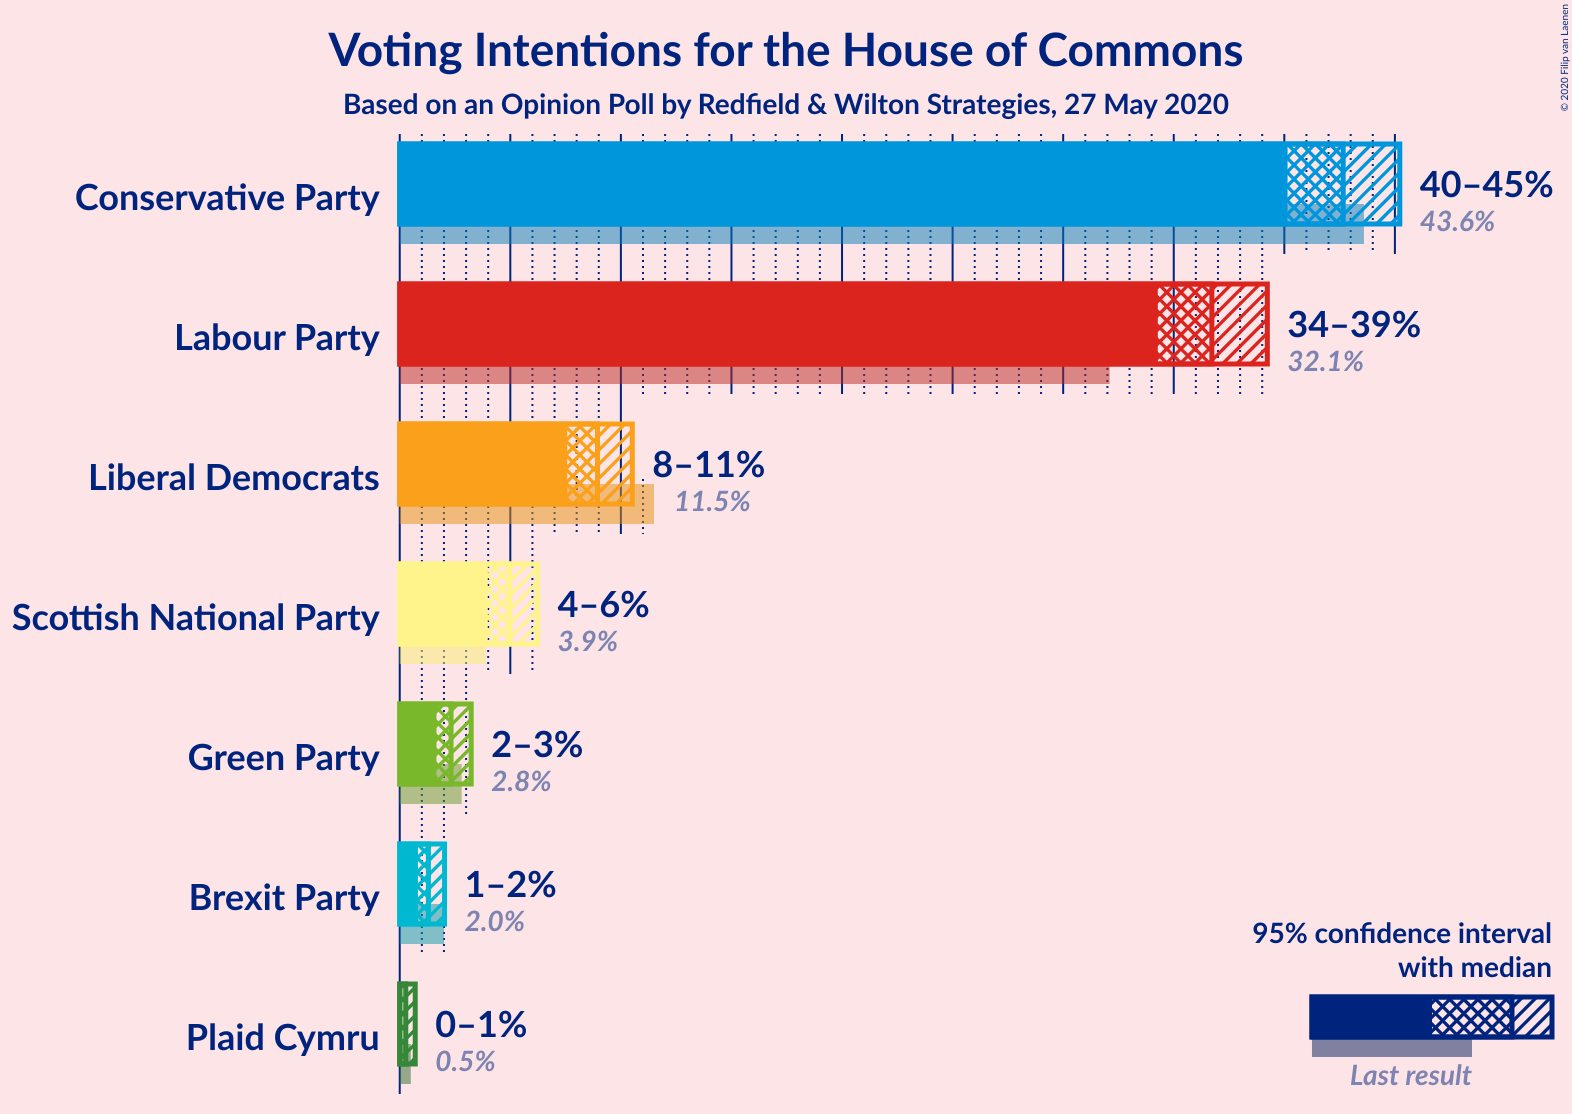 Voting Intentions for the House of Commons
Based on an Opinion Poll by Redfield & Wilton Strategies, 27 May 2020
© 2020 Filip van Laenen
Conservative Party
40–45%
43.6%
Labour Party
34–39%
32.1%
Liberal Democrats
8–11%
11.5%
Scottish National Party
4–6%
3.9%
Green Party
2–3%
2.8%
Brexit Party
1–2%
2.0%
Plaid Cymru
0–1%
0.5%
95% confidence interval
with median
Last result